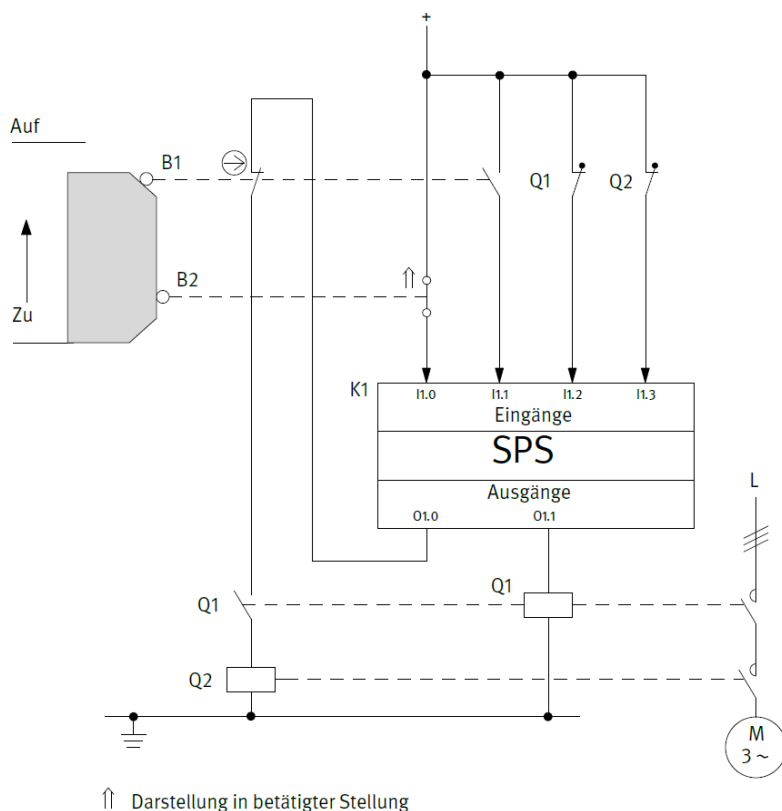 +
Auf
B1
Q1
Q2
B2
Zu
K1
I1.0
I1.1
I1.2
I1.3
Eingänge
SPS
Ausgänge
O1.0
O1.1
L
Q1
Q1
Q2
M
3 ~
⇑ Darstellung in betätigter Stellung